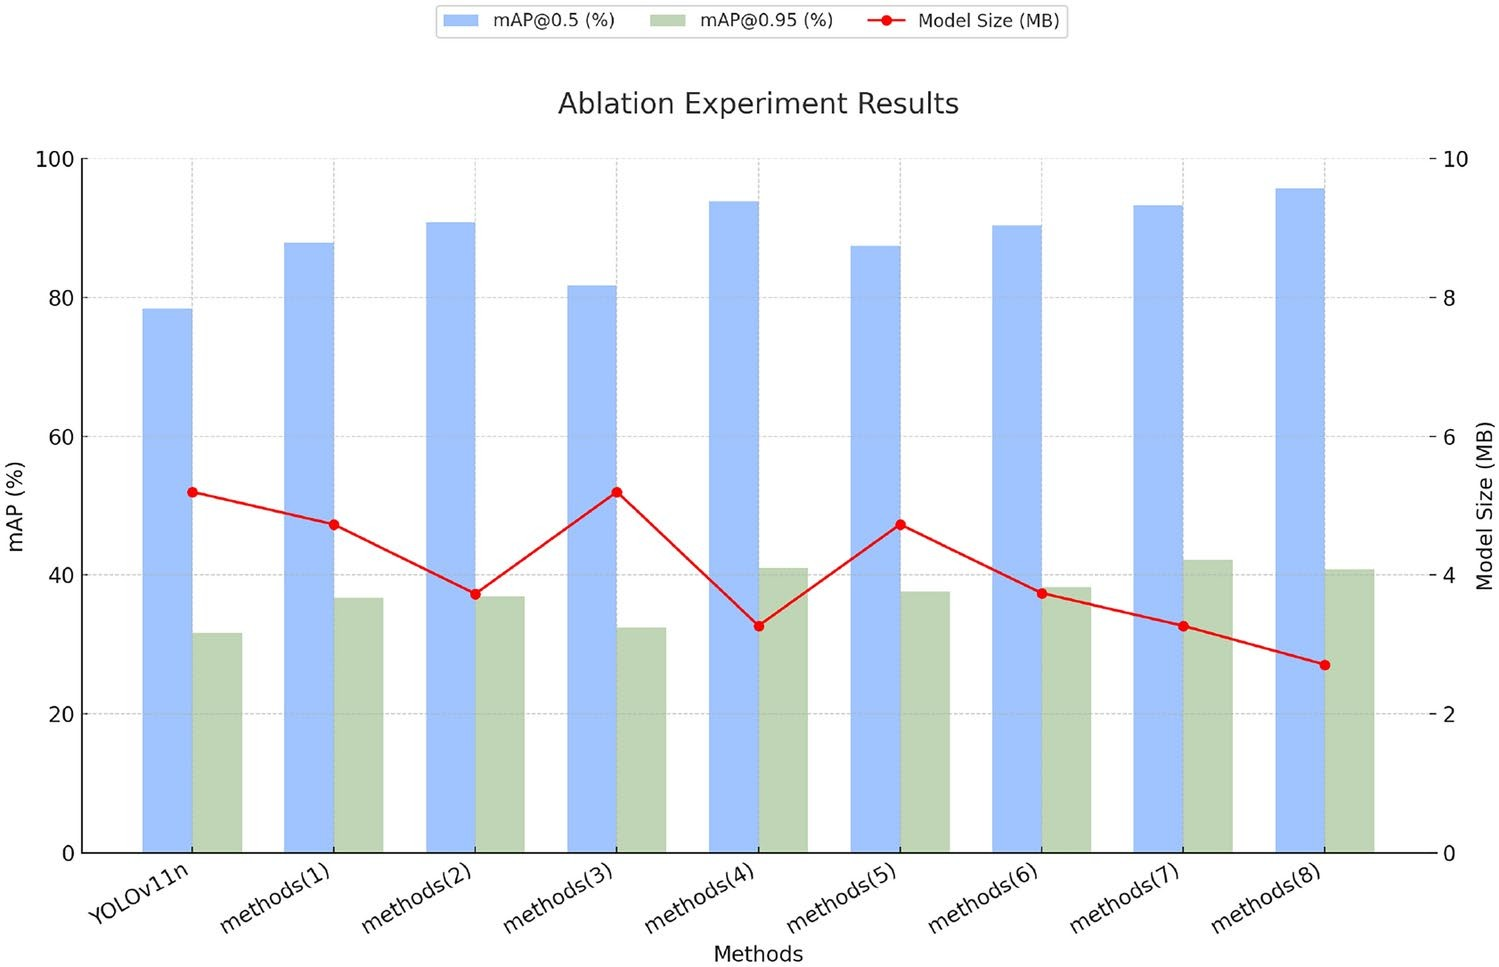 mAP@0.5 (%) mAP@0.95 (%) Model Size (MB)
Ablation Experiment Results
100
80
60
40
20
0
mAP (%)
10
8
6
4
2
0
Model Size (MB)
YOLOv11n
methods(1)
methods(2)
methods(3)
methods(4)
methods(5)
methods(6)
methods(7)
methods(8)
Methods